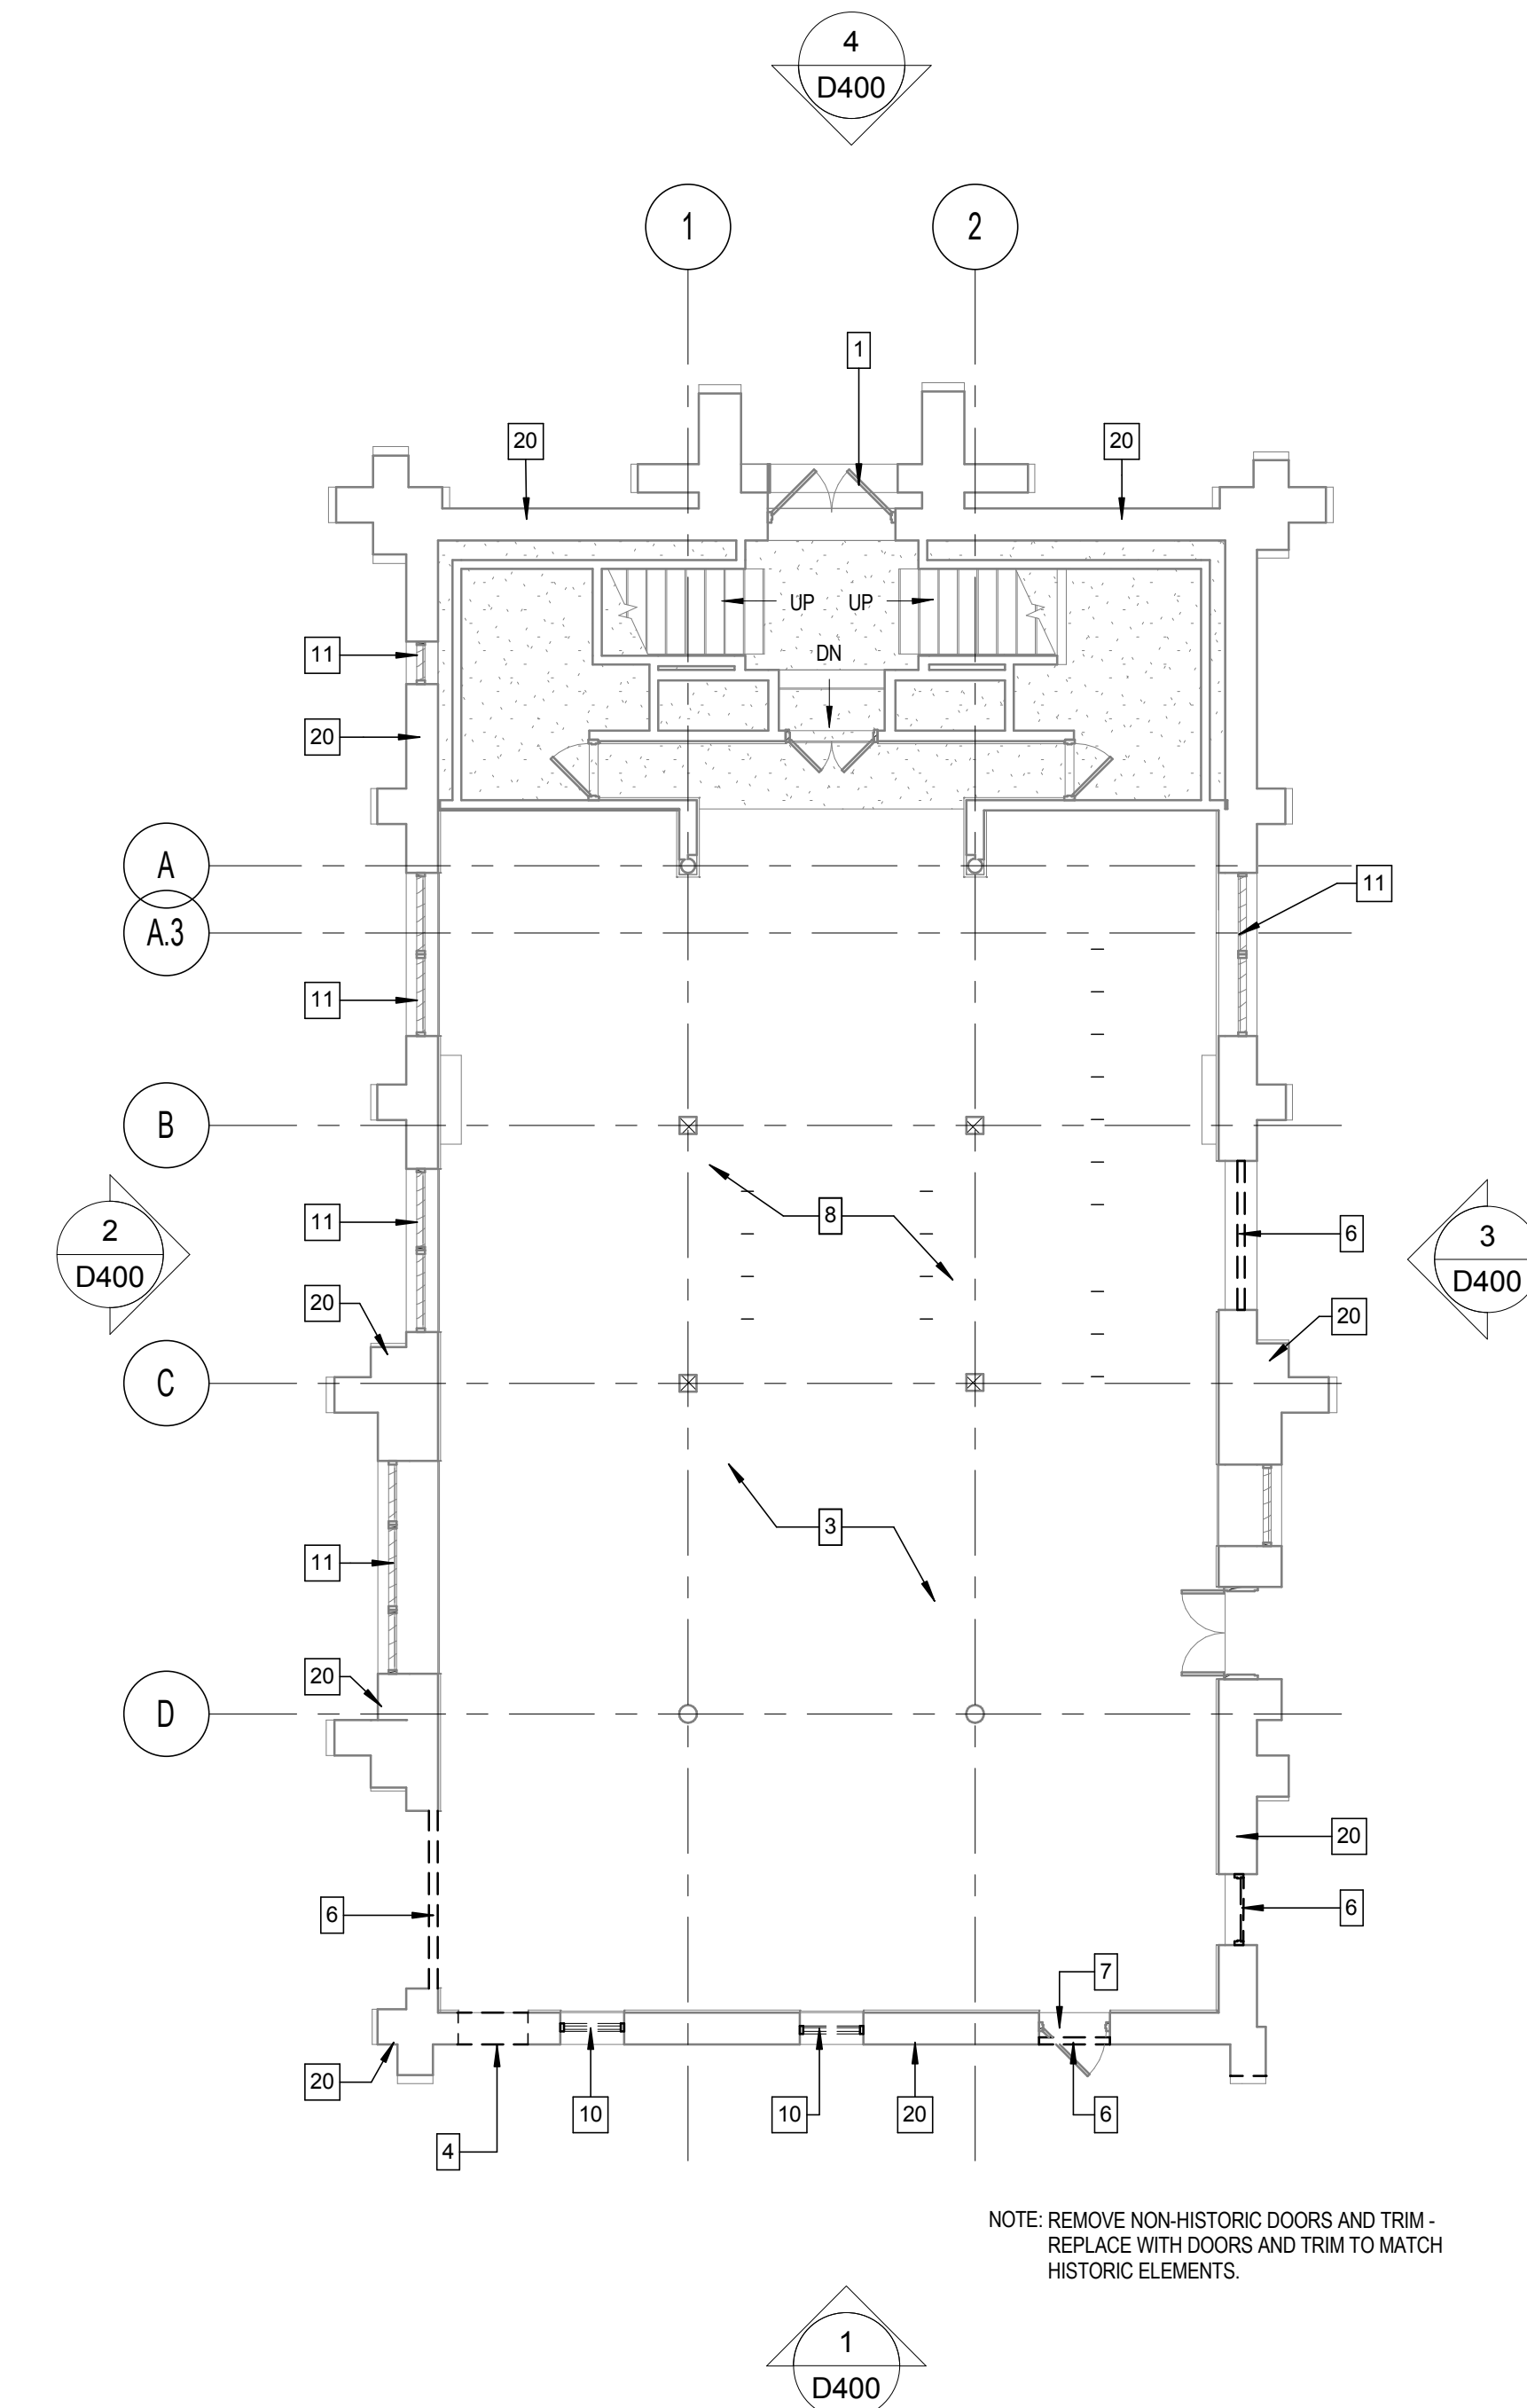 4
D400
1
2
1
20
20
UP
UP
DN
11
20
A
A.3
11
11
B
8
2
D400
11
6
3
D400
20
20
C
3
11
20
D
20
6
6
7
20
10
10
20
6
4
NOTE: REMOVE NON-HISTORIC DOORS AND TRIM -
REPLACE WITH DOORS AND TRIM TO MATCH
HISTORIC ELEMENTS.
1
D400